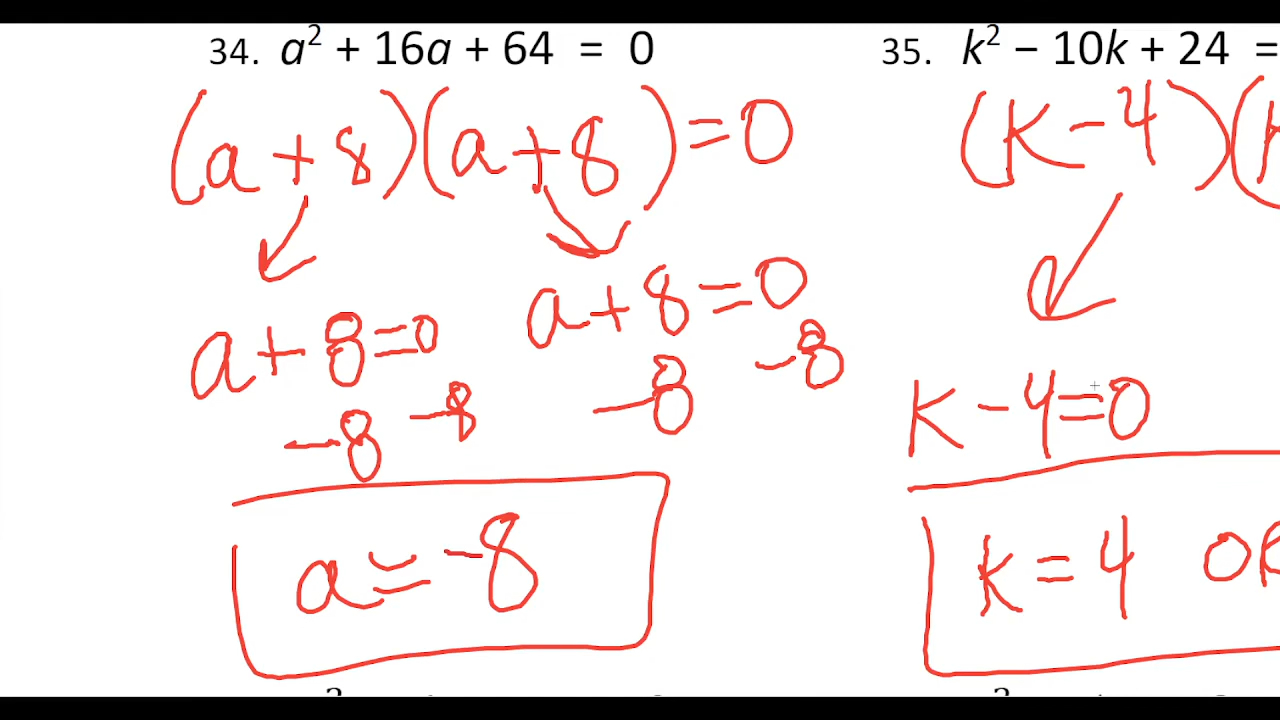 34. a² + 16a + 64 = 0
(a + 8)(a + 8) = 0
a + 8 = 0
-8 -8
a + 8 = 0
-8 -8
a = -8
35. k² − 10k + 24 =
(k - 4)(
k - 4 = 0
k = 4 OR